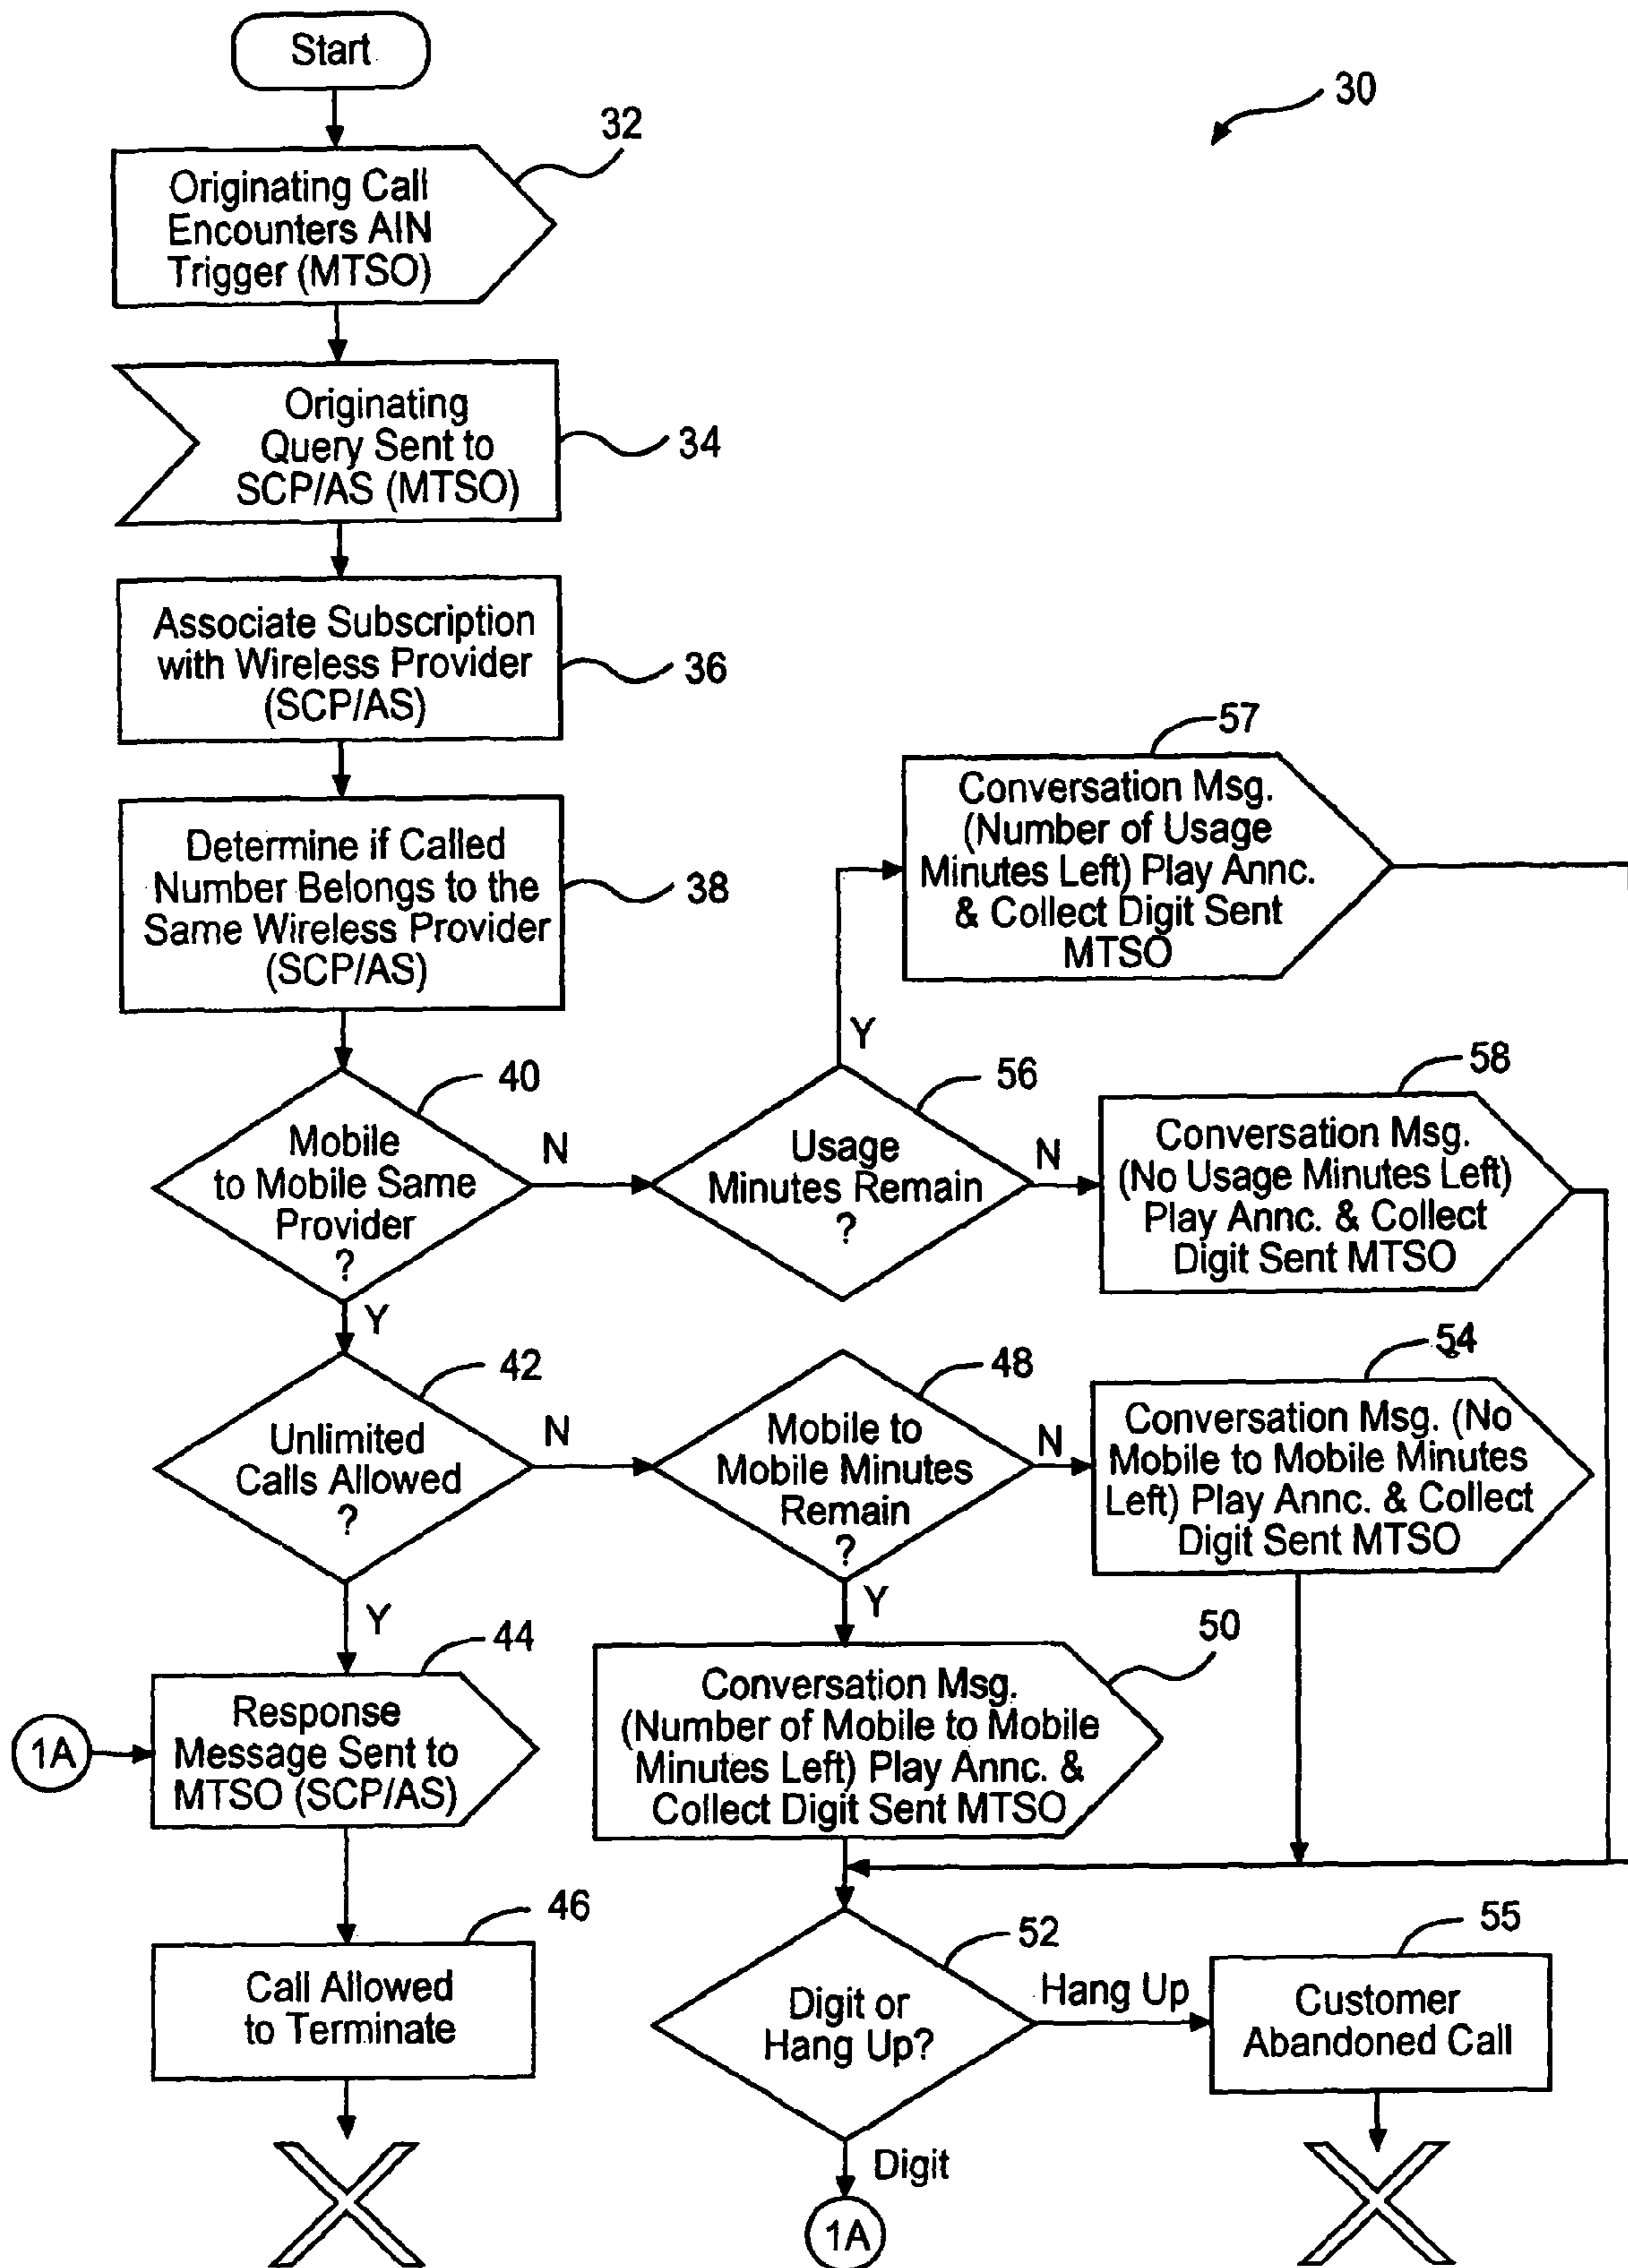 Start
30
32
Originating Call
Encounters AIN
Trigger (MTSO)
Originating
Query Sent to
SCP/AS (MTSO)
34
Associate Subscription
with Wireless Provider
(SCP/AS)
36
Determine if Called
Number Belongs to the
Same Wireless Provider
(SCP/AS)
38
57
Conversation Msg.
(Number of Usage
Minutes Left) Play Annc.
& Collect Digit Sent
MTSO
40
Mobile
to Mobile Same
Provider
?
N
Y
56
Usage
Minutes Remain
?
Y
N
58
Conversation Msg.
(No Usage Minutes Left)
Play Annc. & Collect
Digit Sent MTSO
42
Unlimited
Calls Allowed
?
N
Y
48
Mobile to
Mobile Minutes
Remain
?
N
Y
54
Conversation Msg. (No
Mobile to Mobile Minutes
Left) Play Annc. & Collect
Digit Sent MTSO
44
1A
Response
Message Sent to
MTSO (SCP/AS)
50
Conversation Msg.
(Number of Mobile to Mobile
Minutes Left) Play Annc. &
Collect Digit Sent MTSO
46
Call Allowed
to Terminate
52
Digit or
Hang Up?
Hang Up
Digit
1A
55
Customer
Abandoned Call